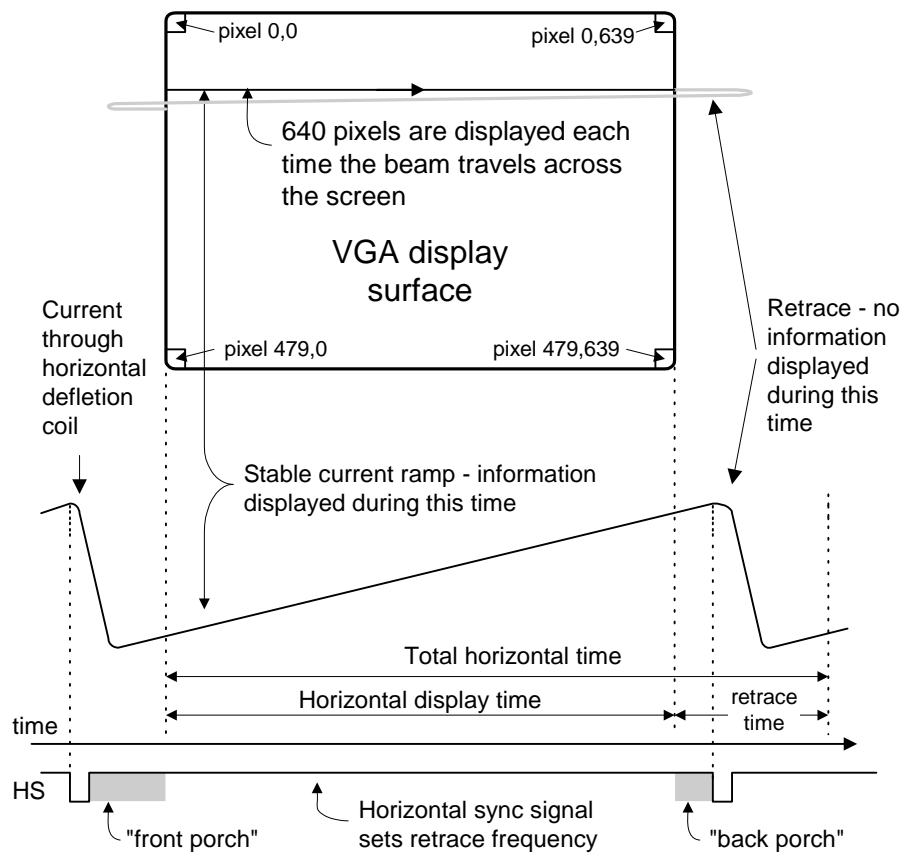 pixel 0,0
pixel 0,639
640 pixels are displayed each
time the beam travels across
the screen
VGA display
surface
Current
through
horizontal
defletion
coil
Retrace - no
information
displayed
during this
time
pixel 479,0
pixel 479,639
Stable current ramp - information
displayed during this time
Total horizontal time
Horizontal display time
retrace
time
time
HS
"front porch"
Horizontal sync signal
sets retrace frequency
"back porch"